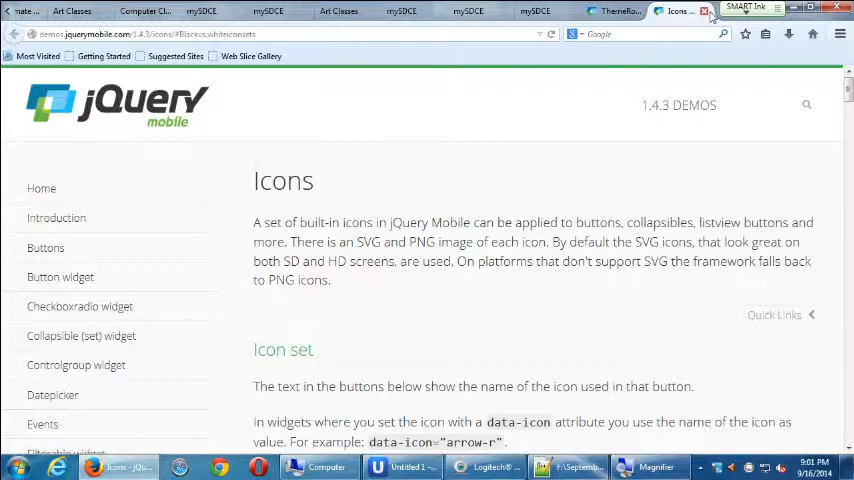 mate ... Art Classes Computer Cl... mySDCE mySDCE Art Classes mySDCE mySDCE mySDCE ThemeRo... Icons ... SMART Ink
demos.jquerymobile.com/1.4.3/icons/#Blackvs.whiteiconsets Google
Most Visited Getting Started Suggested Sites Web Slice Gallery
jQuery
mobile
1.4.3 DEMOS
Home
Introduction
Buttons
Button widget
Checkboxradio widget
Collapsible (set) widget
Controlgroup widget
Datepicker
Events
Filterable widget
Icons
A set of built-in icons in jQuery Mobile can be applied to buttons, collapsibles, listview buttons and
more. There is an SVG and PNG image of each icon. By default the SVG icons, that look great on
both SD and HD screens, are used. On platforms that don't support SVG the framework falls back
to PNG icons.
Quick Links
Icon set
The text in the buttons below show the name of the icon used in that button.
In widgets where you set the icon with a data-icon attribute you use the name of the icon as
value. For example: data-icon="arrow-r".
Icons - jQu... Computer Untitled 1 -... Logitech® ... F:\Septemb... Magnifier
9:01 PM
9/16/2014